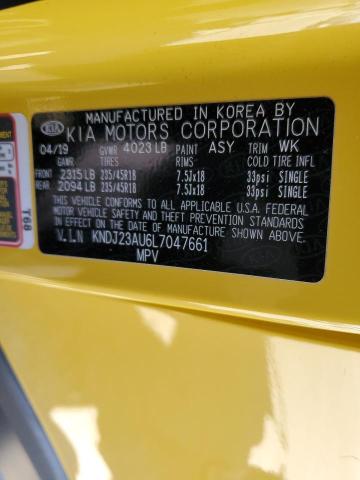 MANUFACTURED IN KOREA BY
KIA KIA MOTORS CORPORATION
04/19 GVWR 4023 LB PAINT ASY TRIM WK
GAWR TIRES RIMS COLD TIRE INFL
FRONT 2315 LB 235/45R18 7.5Jx18 33psi SINGLE
REAR 2094 LB 235/45R18 7.5Jx18 33psi SINGLE
THIS VEHICLE CONFORMS TO ALL APPLICABLE U.S.A. FEDERAL
MOTOR VEHICLE SAFETY AND THEFT PREVENTION STANDARDS
IN EFFECT ON THE DATE OF MANUFACTURE SHOWN ABOVE.
V.I.N KNDJ23AU6L7047661
MPV
T68